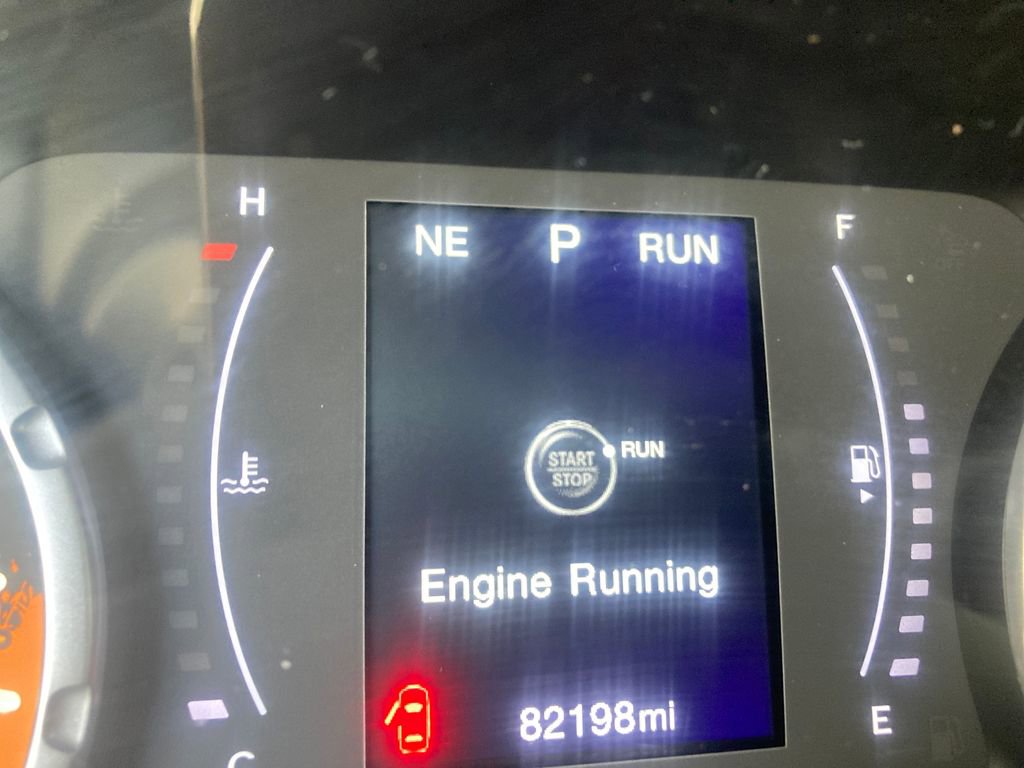 H
NE P RUN
F
START
STOP
RUN
Engine Running
82198mi
E
C